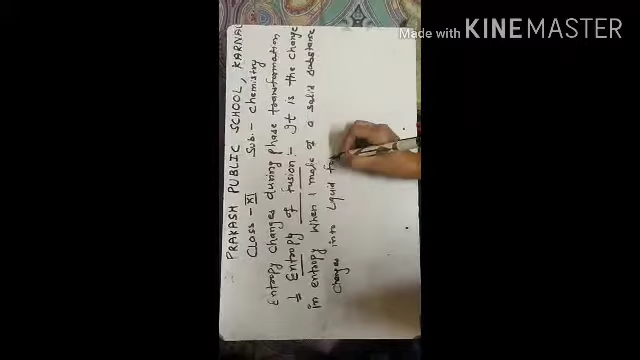 Made with KINEMASTER
PRAKASH PUBLIC SCHOOL, KARNAL
Class - XI Sub. - Chemistry
Entropy changes during phase transformation
1 Entropy of fusion:- It is the change
in entropy when 1 mole of a solid substance
changes into liquid fo